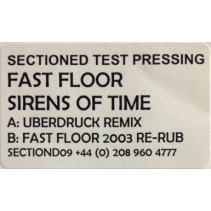 SECTIONED TEST PRESSING
FAST FLOOR
SIRENS OF TIME
A: UBERDRUCK REMIX
B: FAST FLOOR 2003 RE-RUB
SECTIOND09 +44 (0) 208 960 4777